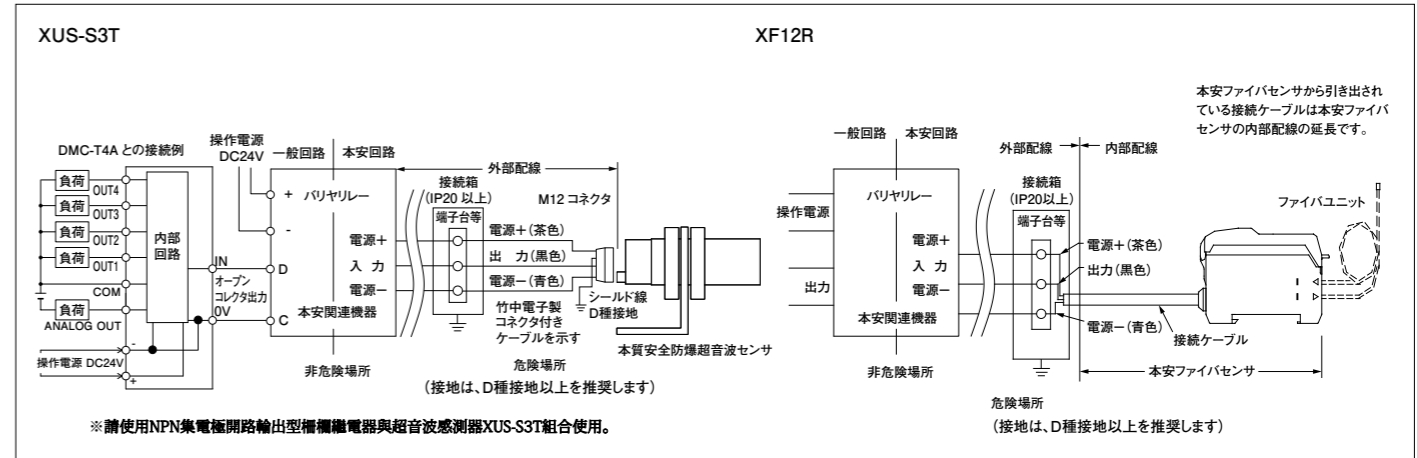 XUS-S3T
DMC-T4A との接続例
負荷
OUT4
負荷
OUT3
負荷
OUT2
負荷
OUT1
COM
負荷
ANALOG OUT
操作電源 DC24V
-
+
内部
回路
IN
オープン
コレクタ出力
0V
操作電源
DC24V
一般回路
本安回路
+
-
D
C
バリヤリレー
電源+
入 力
電源−
本安関連機器
非危険場所
外部配線
接続箱
(IP20 以上)
端子台等
M12 コネクタ
電源+(茶色)
出 力(黒色)
電源−(青色)
シールド線
D種接地
竹中電子製
コネクタ付き
ケーブルを示す
本質安全防爆超音波センサ
危険場所
(接地は、D種接地以上を推奨します)
※請使用NPN集電極開路輸出型柵欄繼電器與超音波感測器XUS-S3T組合使用。
XF12R
本安ファイバセンサから引き出され
ている接続ケーブルは本安ファイバ
センサの内部配線の延長です。
一般回路
本安回路
外部配線
内部配線
操作電源
出力
バリヤリレー
電源+
入 力
電源−
本安関連機器
非危険場所
接続箱
(IP20以上)
端子台等
電源+(茶色)
出力(黒色)
電源−(青色)
接続ケーブル
ファイバユニット
本安ファイバセンサ
危険場所
(接地は、D種接地以上を推奨します)